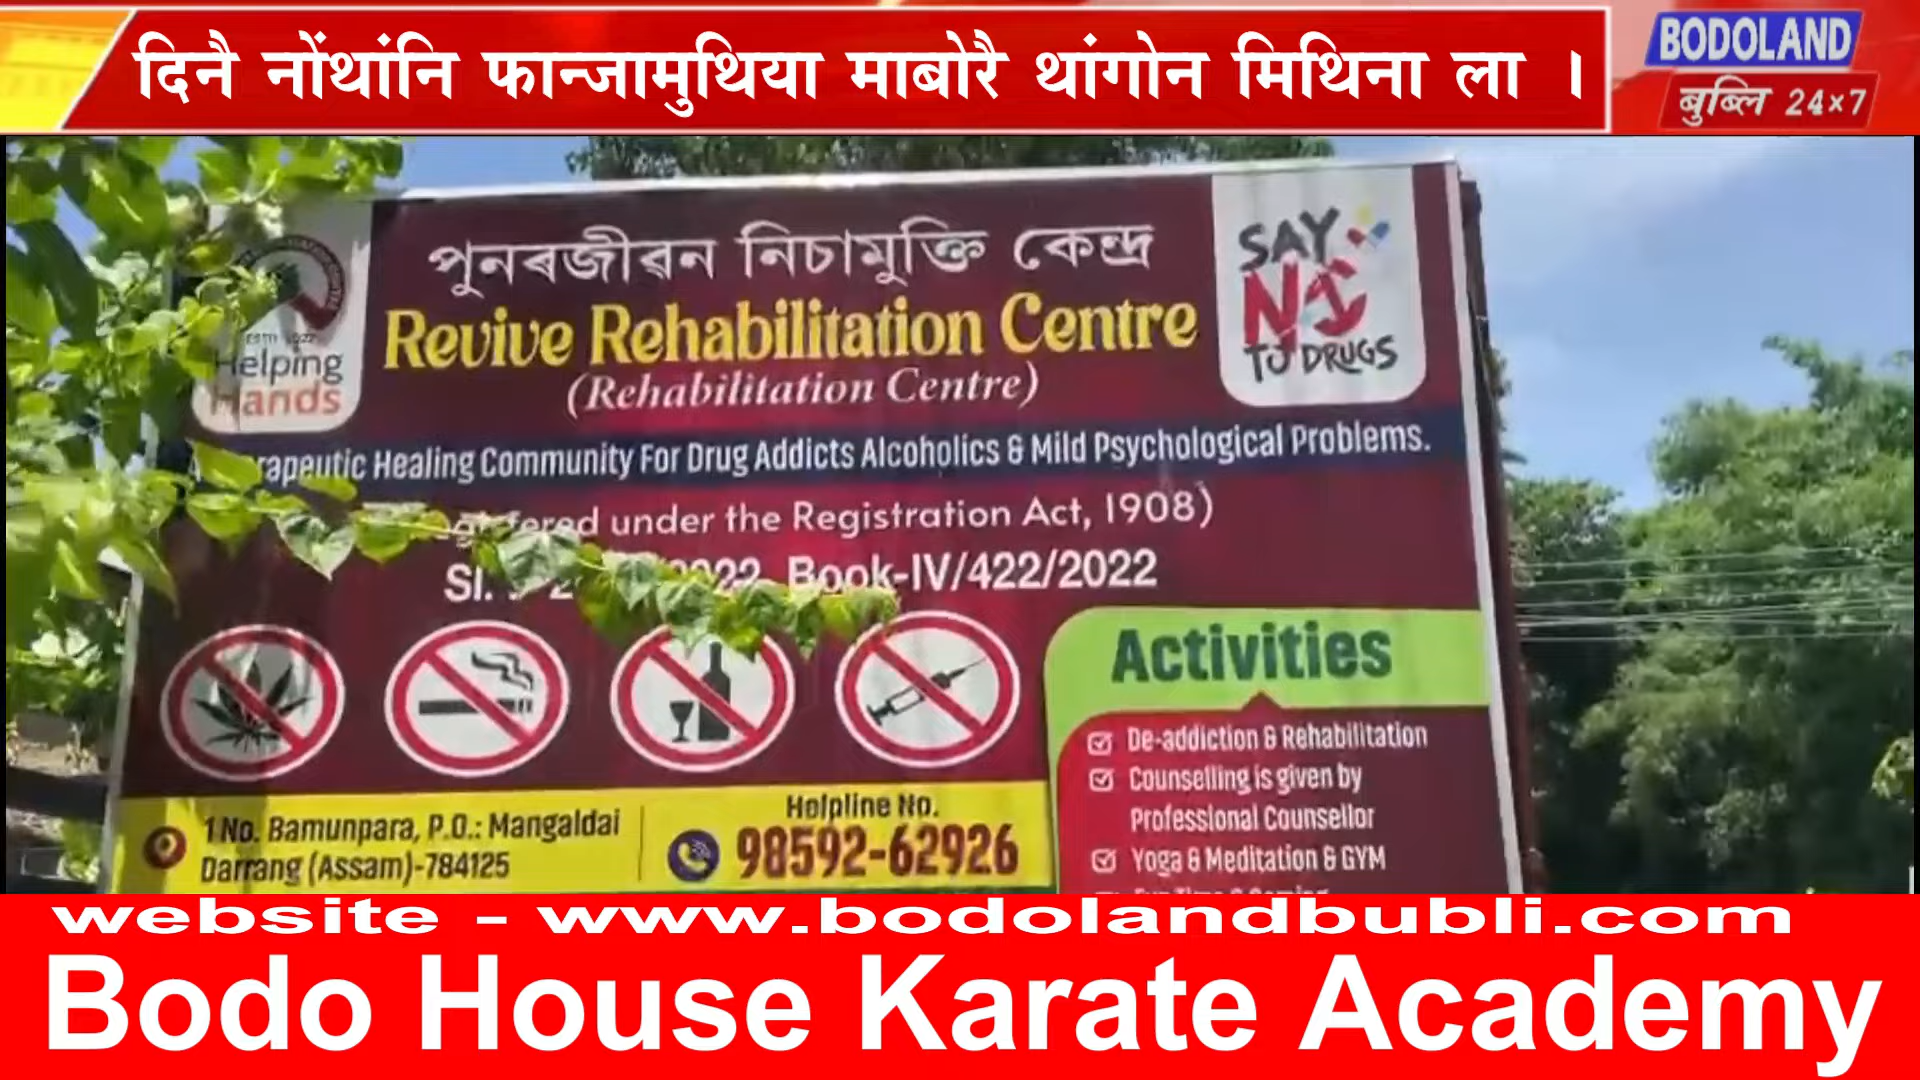 दिनै नोंथांनि फान्जामुथिया माबोरै थांगोन मिथिना ला ।
BODOLAND
बुब्लि 24×7
পুনৰজীৱন নিচামুক্তি কেন্দ্ৰ
Revive Rehabilitation Centre
(Rehabilitation Centre)
Helping
Hands
SAY
NO
TO DRUGS
Healing Community For Drug Addicts Alcoholics & Mild Psychological Problems.
under the Registration Act, 1908)
Sl. Book-IV/422/2022
Activities
De-addiction & Rehabilitation
Counselling is given by
Professional Counsellor
Yoga & Meditation & GYM
1 No. Bamunpara, P.O.: Mangaldai
Darrang (Assam)-784125
Helpline No.
98592-62926
website - www.bodolandbubli.com
Bodo House Karate Academy